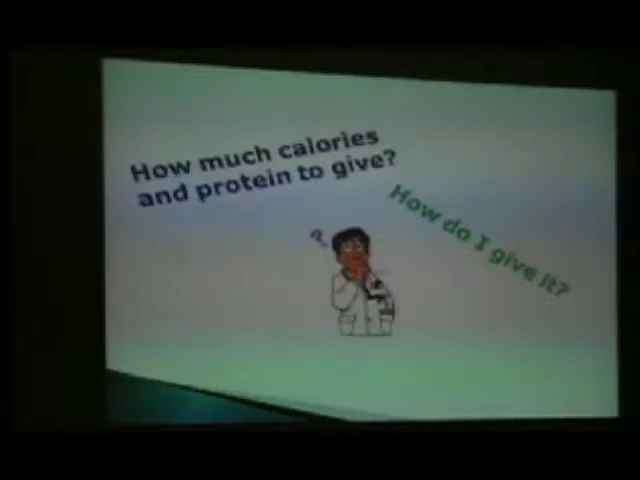 How much calories
and protein to give?
How do I give it?